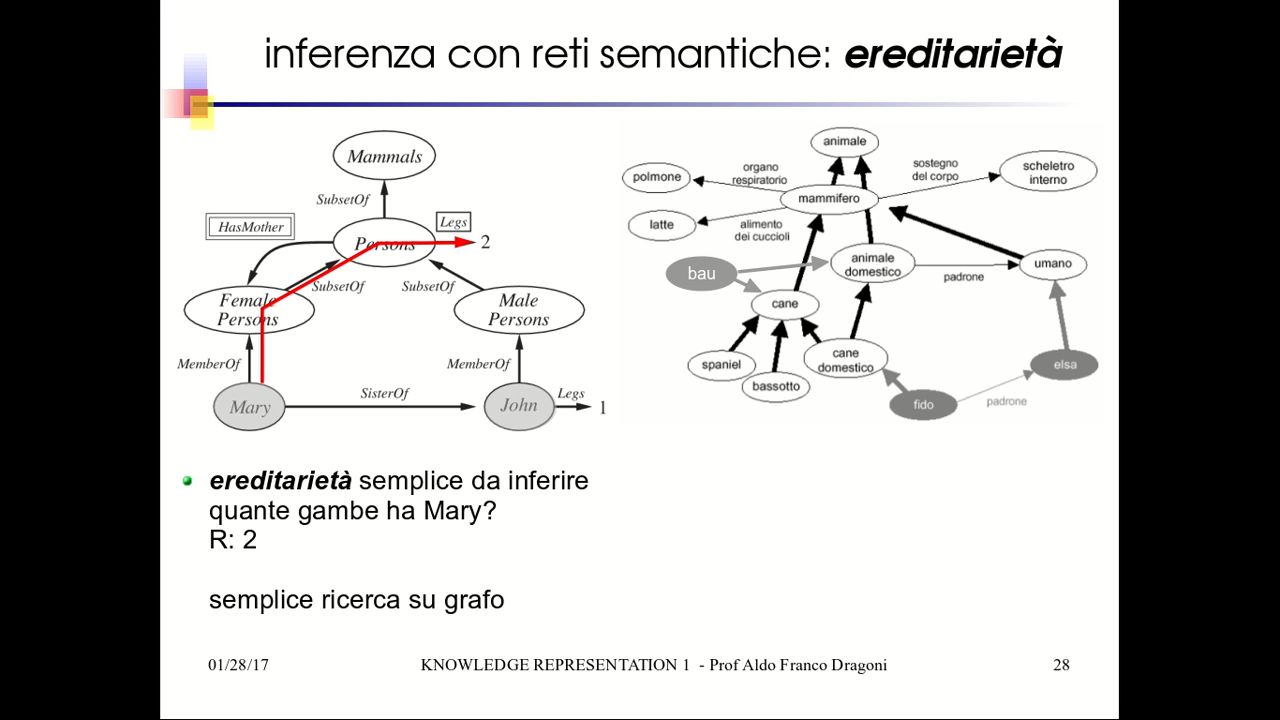 inferenza con reti semantiche: ereditarietà
Mammals
SubsetOf
HasMother
Persons
Legs
2
SubsetOf
SubsetOf
Female
Persons
Male
Persons
MemberOf
MemberOf
Mary
SisterOf
John
Legs
1
animale
polmone
organo
respiratorio
sostegno
del corpo
scheletro
interno
mammifero
latte
alimento
dei cuccioli
bau
animale
domestico
padrone
umano
cane
spaniel
bassotto
cane
domestico
elsa
fido
padrone
ereditarietà semplice da inferire
quante gambe ha Mary?
R: 2
semplice ricerca su grafo
01/28/17
KNOWLEDGE REPRESENTATION 1 - Prof Aldo Franco Dragoni
28